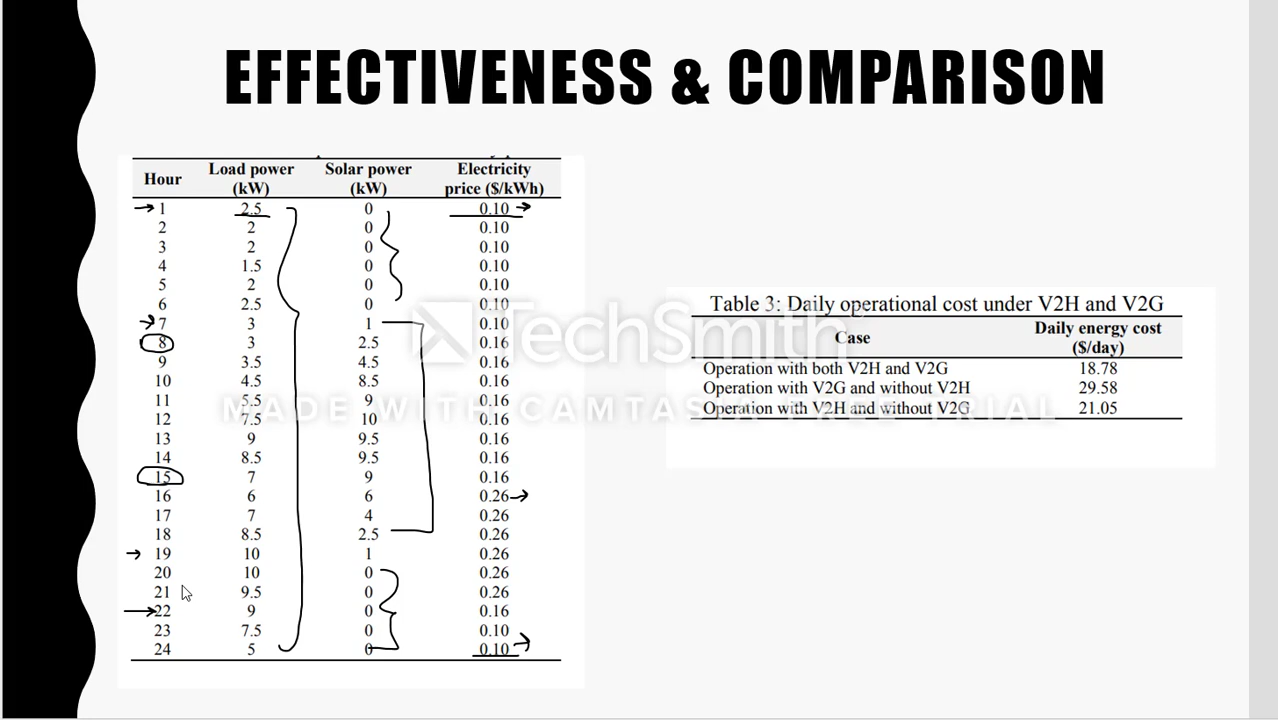 EFFECTIVENESS & COMPARISON
Hour Load power (kW) Solar power (kW) Electricity price ($/kWh)
1 2.5 0 0.10
2 2 0 0.10
3 2 0 0.10
4 1.5 0 0.10
5 2 0 0.10
6 2.5 0 0.10
7 3 1 0.10
8 3 2.5 0.16
9 3.5 4.5 0.16
10 4.5 8.5 0.16
11 5.5 9 0.16
12 7.5 10 0.16
13 9 9.5 0.16
14 8.5 9.5 0.16
15 7 9 0.16
16 6 6 0.26
17 7 4 0.26
18 8.5 2.5 0.26
19 10 1 0.26
20 10 0 0.26
21 9.5 0 0.26
22 9 0 0.16
23 7.5 0 0.10
24 5 0 0.10
Table 3: Daily operational cost under V2H and V2G
Case Daily energy cost ($/day)
Operation with both V2H and V2G 18.78
Operation with V2G and without V2H 29.58
Operation with V2H and without V2G 21.05
TechSmith
MADE WITH CAMTASIA FREE TRIAL